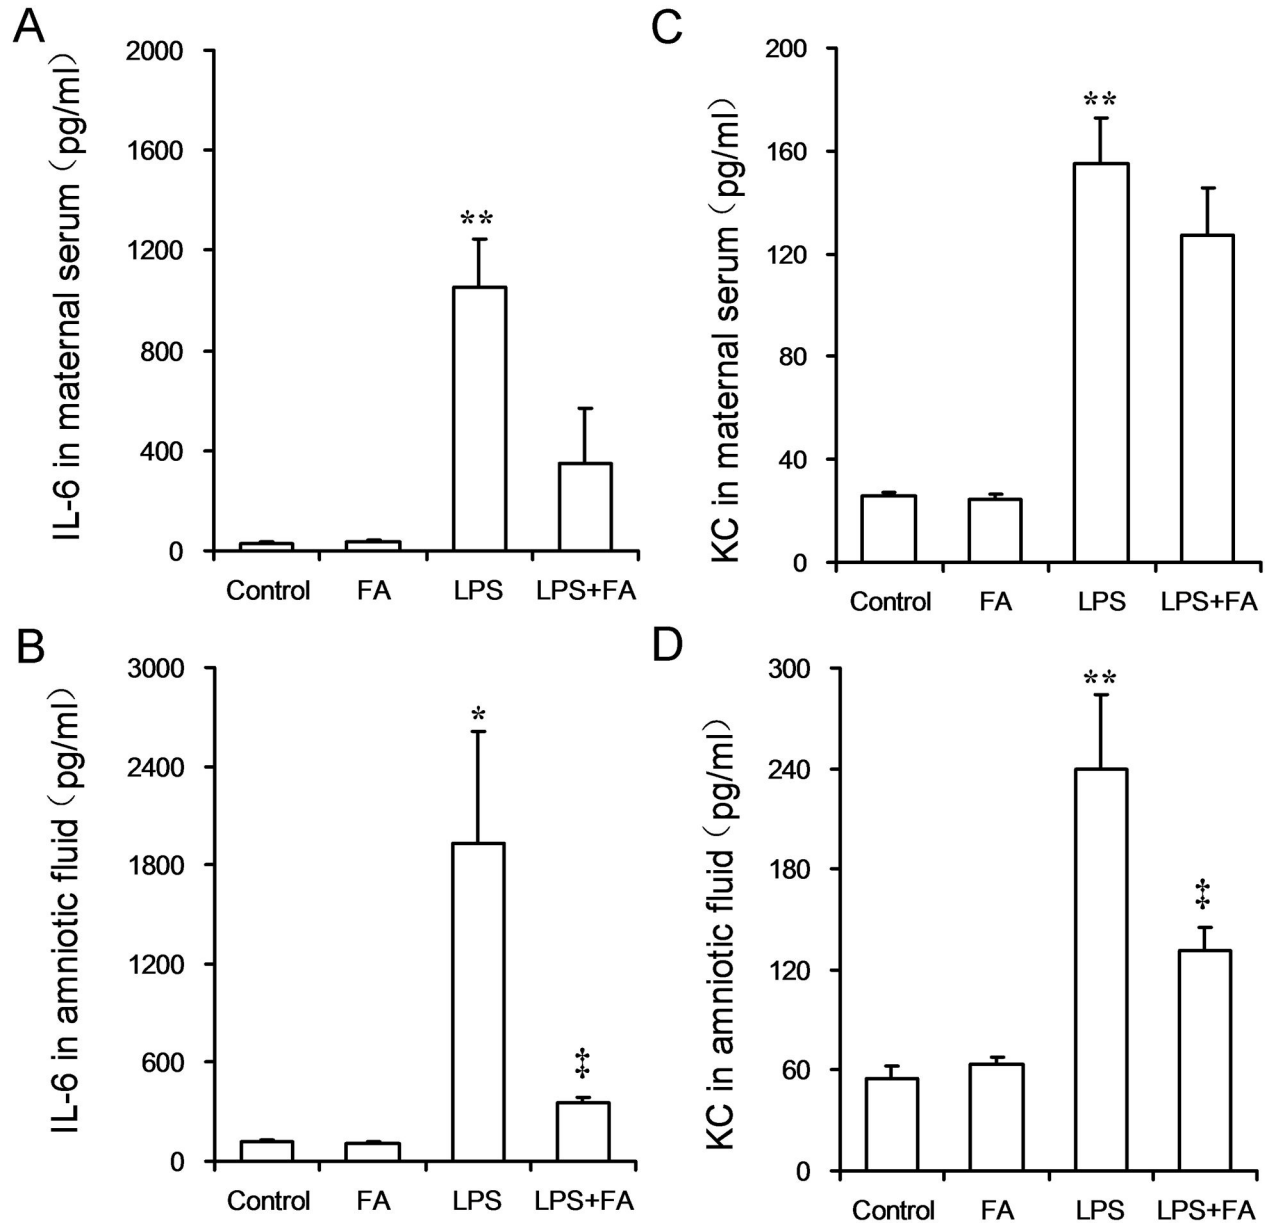 A
IL-6 in maternal serum（pg/ml）
2000
1600
1200
800
400
0
**
Control FA LPS LPS+FA
C
KC in maternal serum（pg/ml）
200
160
120
80
40
0
**
Control FA LPS LPS+FA
B
IL-6 in amniotic fluid（pg/ml）
3000
2400
1800
1200
600
0
*
‡
Control FA LPS LPS+FA
D
KC in amniotic fluid（pg/ml）
300
240
180
120
60
0
**
‡
Control FA LPS LPS+FA